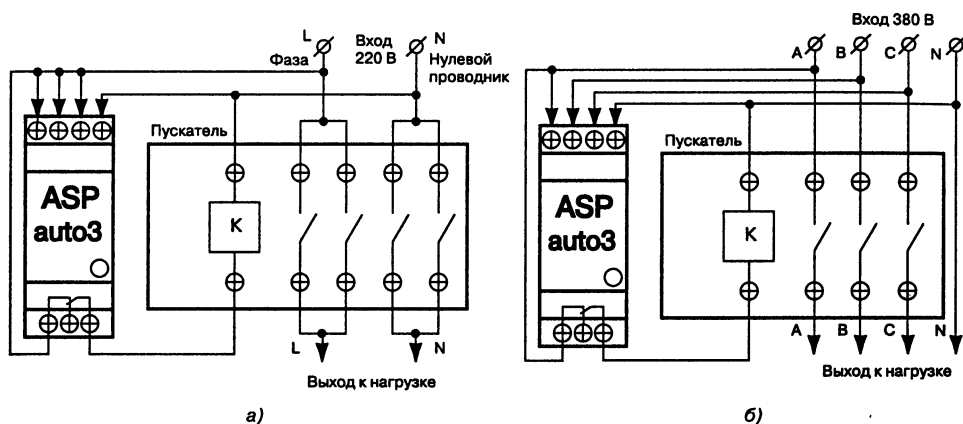 L
Фаза
Вход
220 В
N
Нулевой
проводник
Пускатель
ASP
auto3
К
L
N
Выход к нагрузке
а)
Вход 380 В
A
B
C
N
Пускатель
ASP
auto3
К
A
B
C
N
Выход к нагрузке
б)